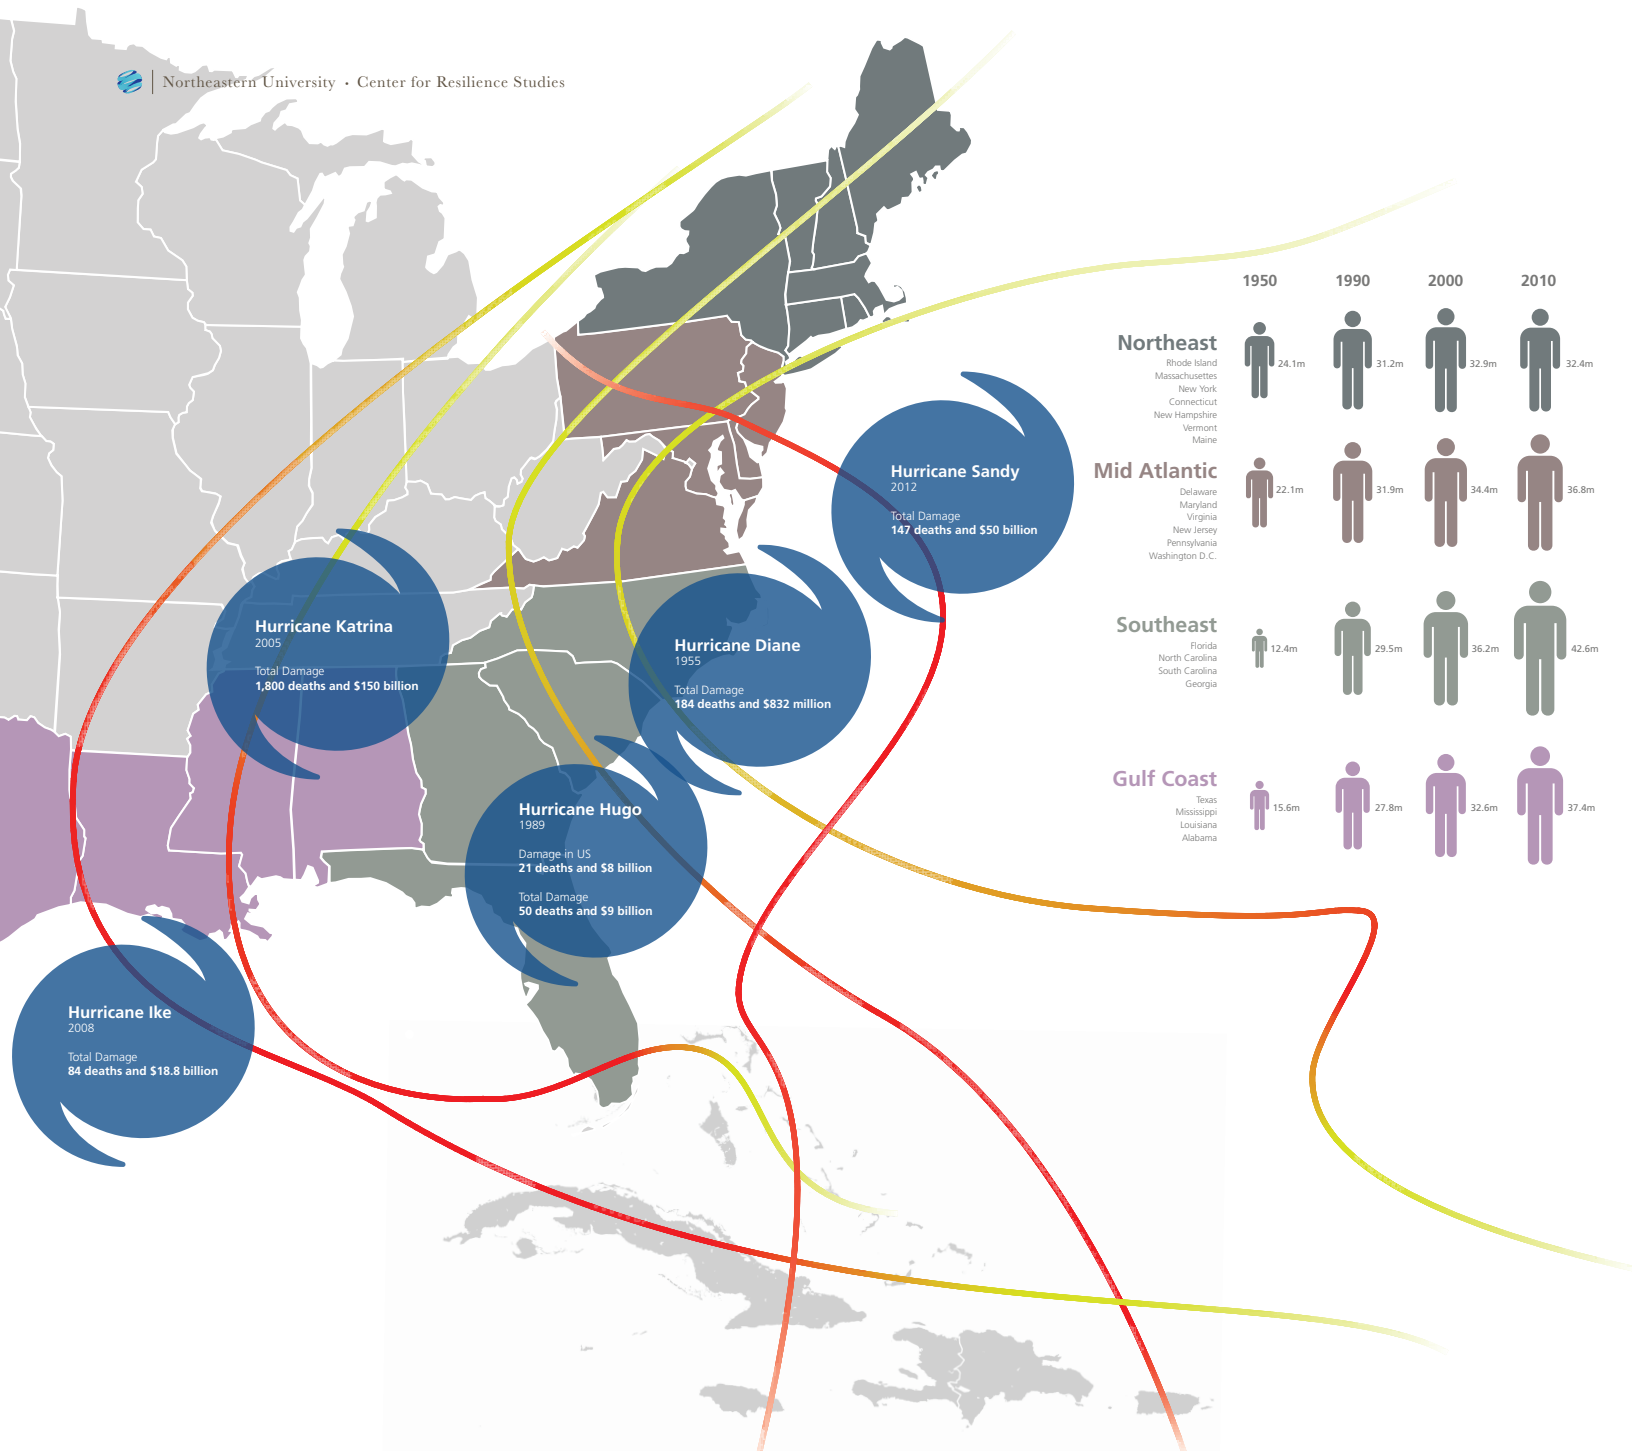 Northeastern University • Center for Resilience Studies
1950 1990 2000 2010
Northeast
Rhode Island
Massachusettes
New York
Connecticut
New Hampshire
Vermont
Maine
24.1m 31.2m 32.9m 32.4m
Mid Atlantic
Delaware
Maryland
Virginia
New Jersey
Pennsylvania
Washington D.C.
22.1m 31.9m 34.4m 36.8m
Southeast
Florida
North Carolina
South Carolina
Georgia
12.4m 29.5m 36.2m 42.6m
Gulf Coast
Texas
Mississippi
Louisiana
Alabama
15.6m 27.8m 32.6m 37.4m
Hurricane Sandy
2012
Total Damage
147 deaths and $50 billion
Hurricane Katrina
2005
Total Damage
1,800 deaths and $150 billion
Hurricane Diane
1955
Total Damage
184 deaths and $832 million
Hurricane Hugo
1989
Damage in US
21 deaths and $8 billion
Total Damage
50 deaths and $9 billion
Hurricane Ike
2008
Total Damage
84 deaths and $18.8 billion